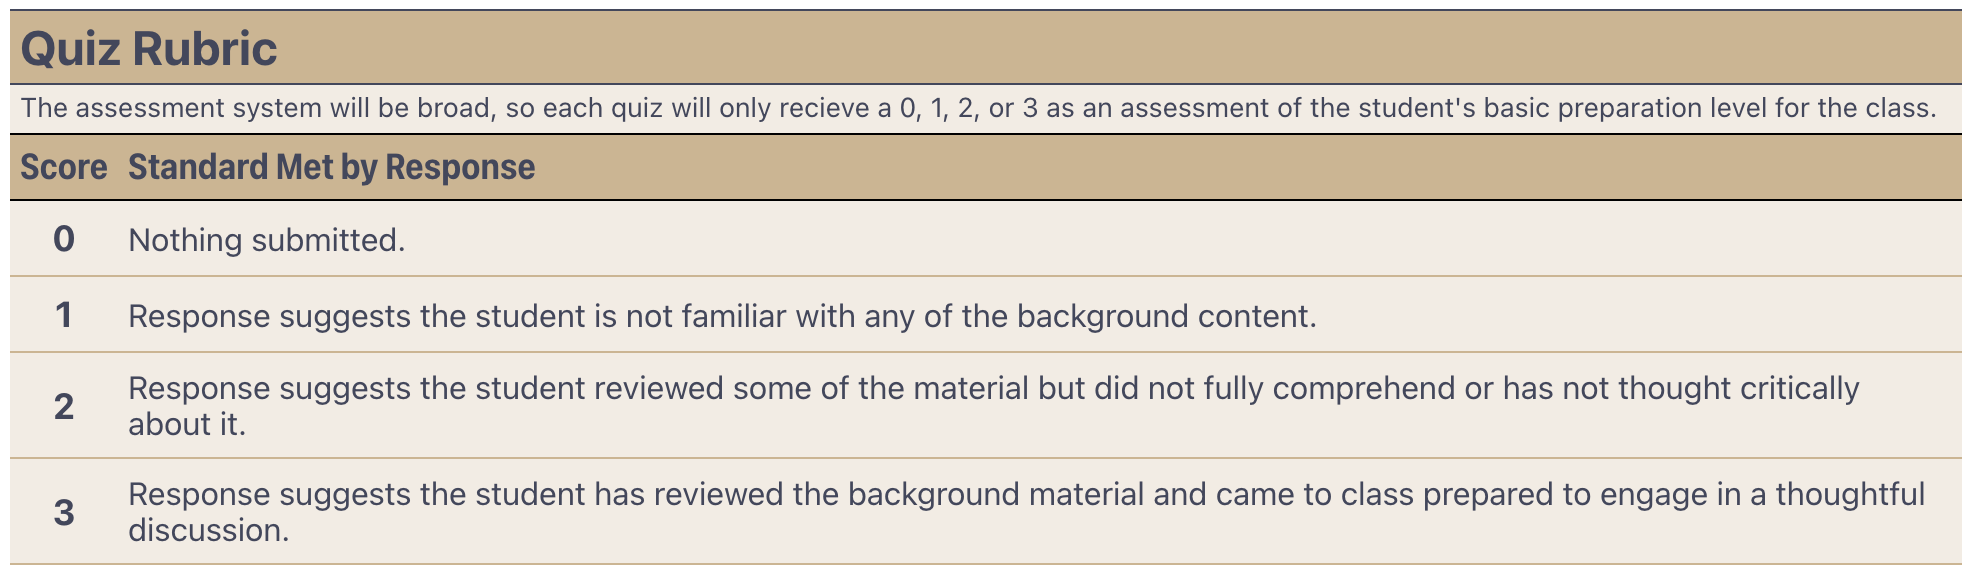 Quiz Rubric
The assessment system will be broad, so each quiz will only recieve a 0, 1, 2, or 3 as an assessment of the student's basic preparation level for the class.
Score Standard Met by Response
0 Nothing submitted.
1 Response suggests the student is not familiar with any of the background content.
2 Response suggests the student reviewed some of the material but did not fully comprehend or has not thought critically
about it.
3 Response suggests the student has reviewed the background material and came to class prepared to engage in a thoughtful
discussion.